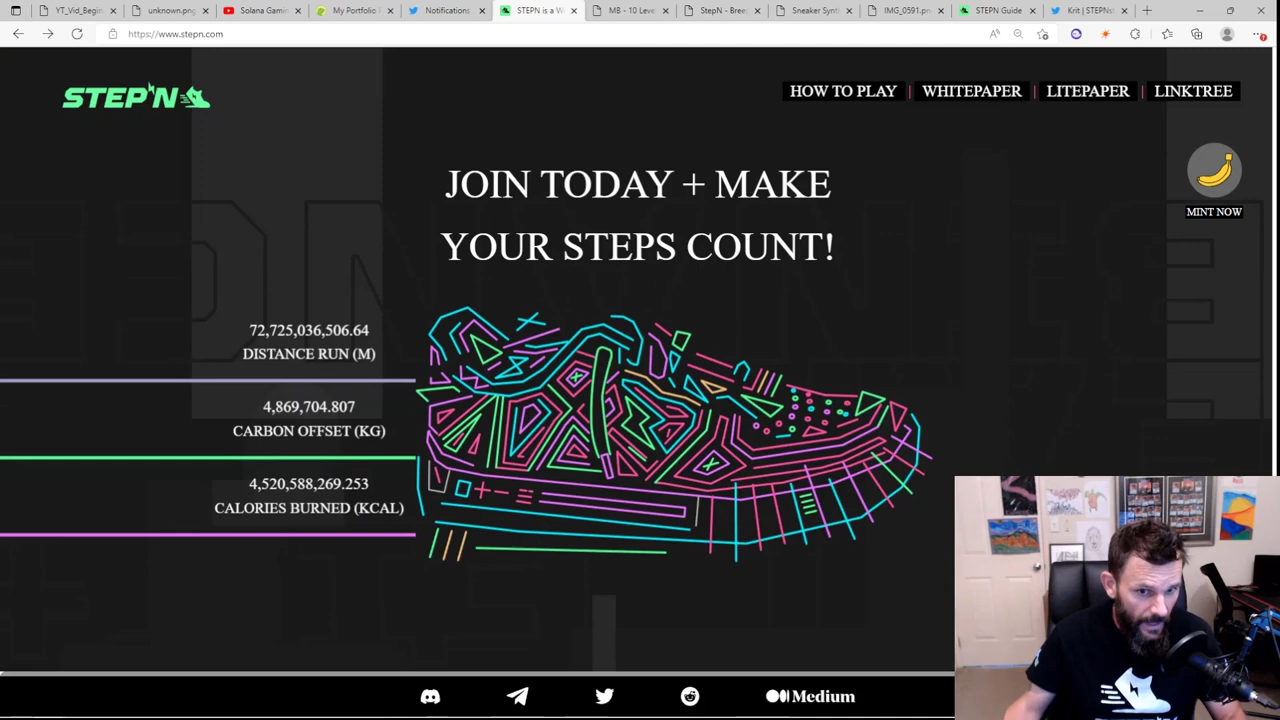 YT_Vid_Begin
unknown.png
Solana Gamin
My Portfolio
Notifications
STEPN is a W
MB - 10 Leve
StepN - Bree
Sneaker Synt
IMG_0591.pn
STEPN Guide
Krit | STEPNst
https://www.stepn.com
STEP'N
HOW TO PLAY | WHITEPAPER | LITEPAPER | LINKTREE
JOIN TODAY + MAKE
YOUR STEPS COUNT!
MINT NOW
72,725,036,506.64
DISTANCE RUN (M)
4,869,704.807
CARBON OFFSET (KG)
4,520,588,269.253
CALORIES BURNED (KCAL)
Medium